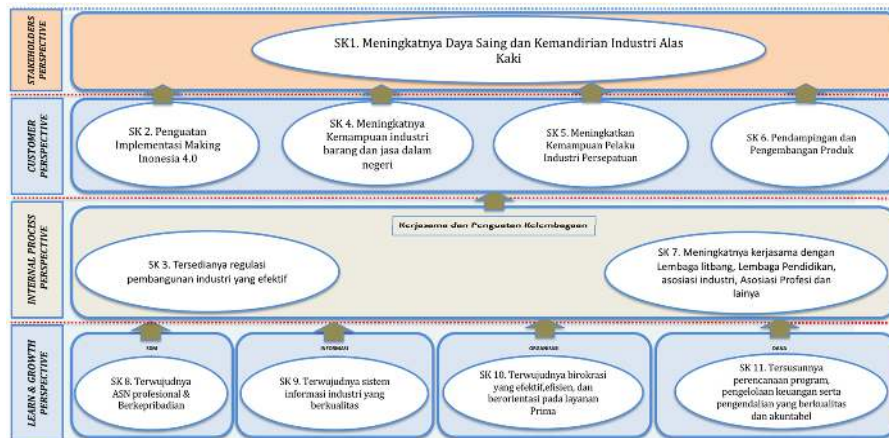 STAKEHOLDERS
PERSPECTIVE
SK1. Meningkatnya Daya Saing dan Kemandirian Industri Alas
Kaki
CUSTOMER
PERSPECTIVE
SK 2. Penguatan
Implementasi Making
Inonesia 4.0
SK 4. Meningkatnya
Kemampuan industri
barang dan jasa dalam
negeri
SK 5. Meningkatkan
Kemampuan Pelaku
Industri Persepatuan
SK 6. Pendampingan dan
Pengembangan Produk
INTERNAL PROCISS
PERSPECTIVE
Kerjasama dan Penguatan Kelembagaan
SK 3. Tersedianya regulasi
pembangunan industri yang efektif
SK 7. Meningkatnya kerjasama dengan
Lembaga litbang, Lembaga Pendidikan,
asosiasi industri, Asosiasi Profesi dan
lainya
LEARN & GROWTH
PERSPECTIVE
SDM
SK 8. Terwujudnya
ASN profesional &
Berkepribadian
INFORMASI
SK 9. Terwujudnya sistem
informasi industri yang
berkualitas
ORGANISASI
SK 10. Terwujudnya birokrasi
yang efektif,efisien, dan
berorientasi pada layanan
Prima
DANA
SK 11. Tersusunnya
perencanaan program,
pengelolaan keuangan serta
pengendalian yang berkualitas
dan akuntabel